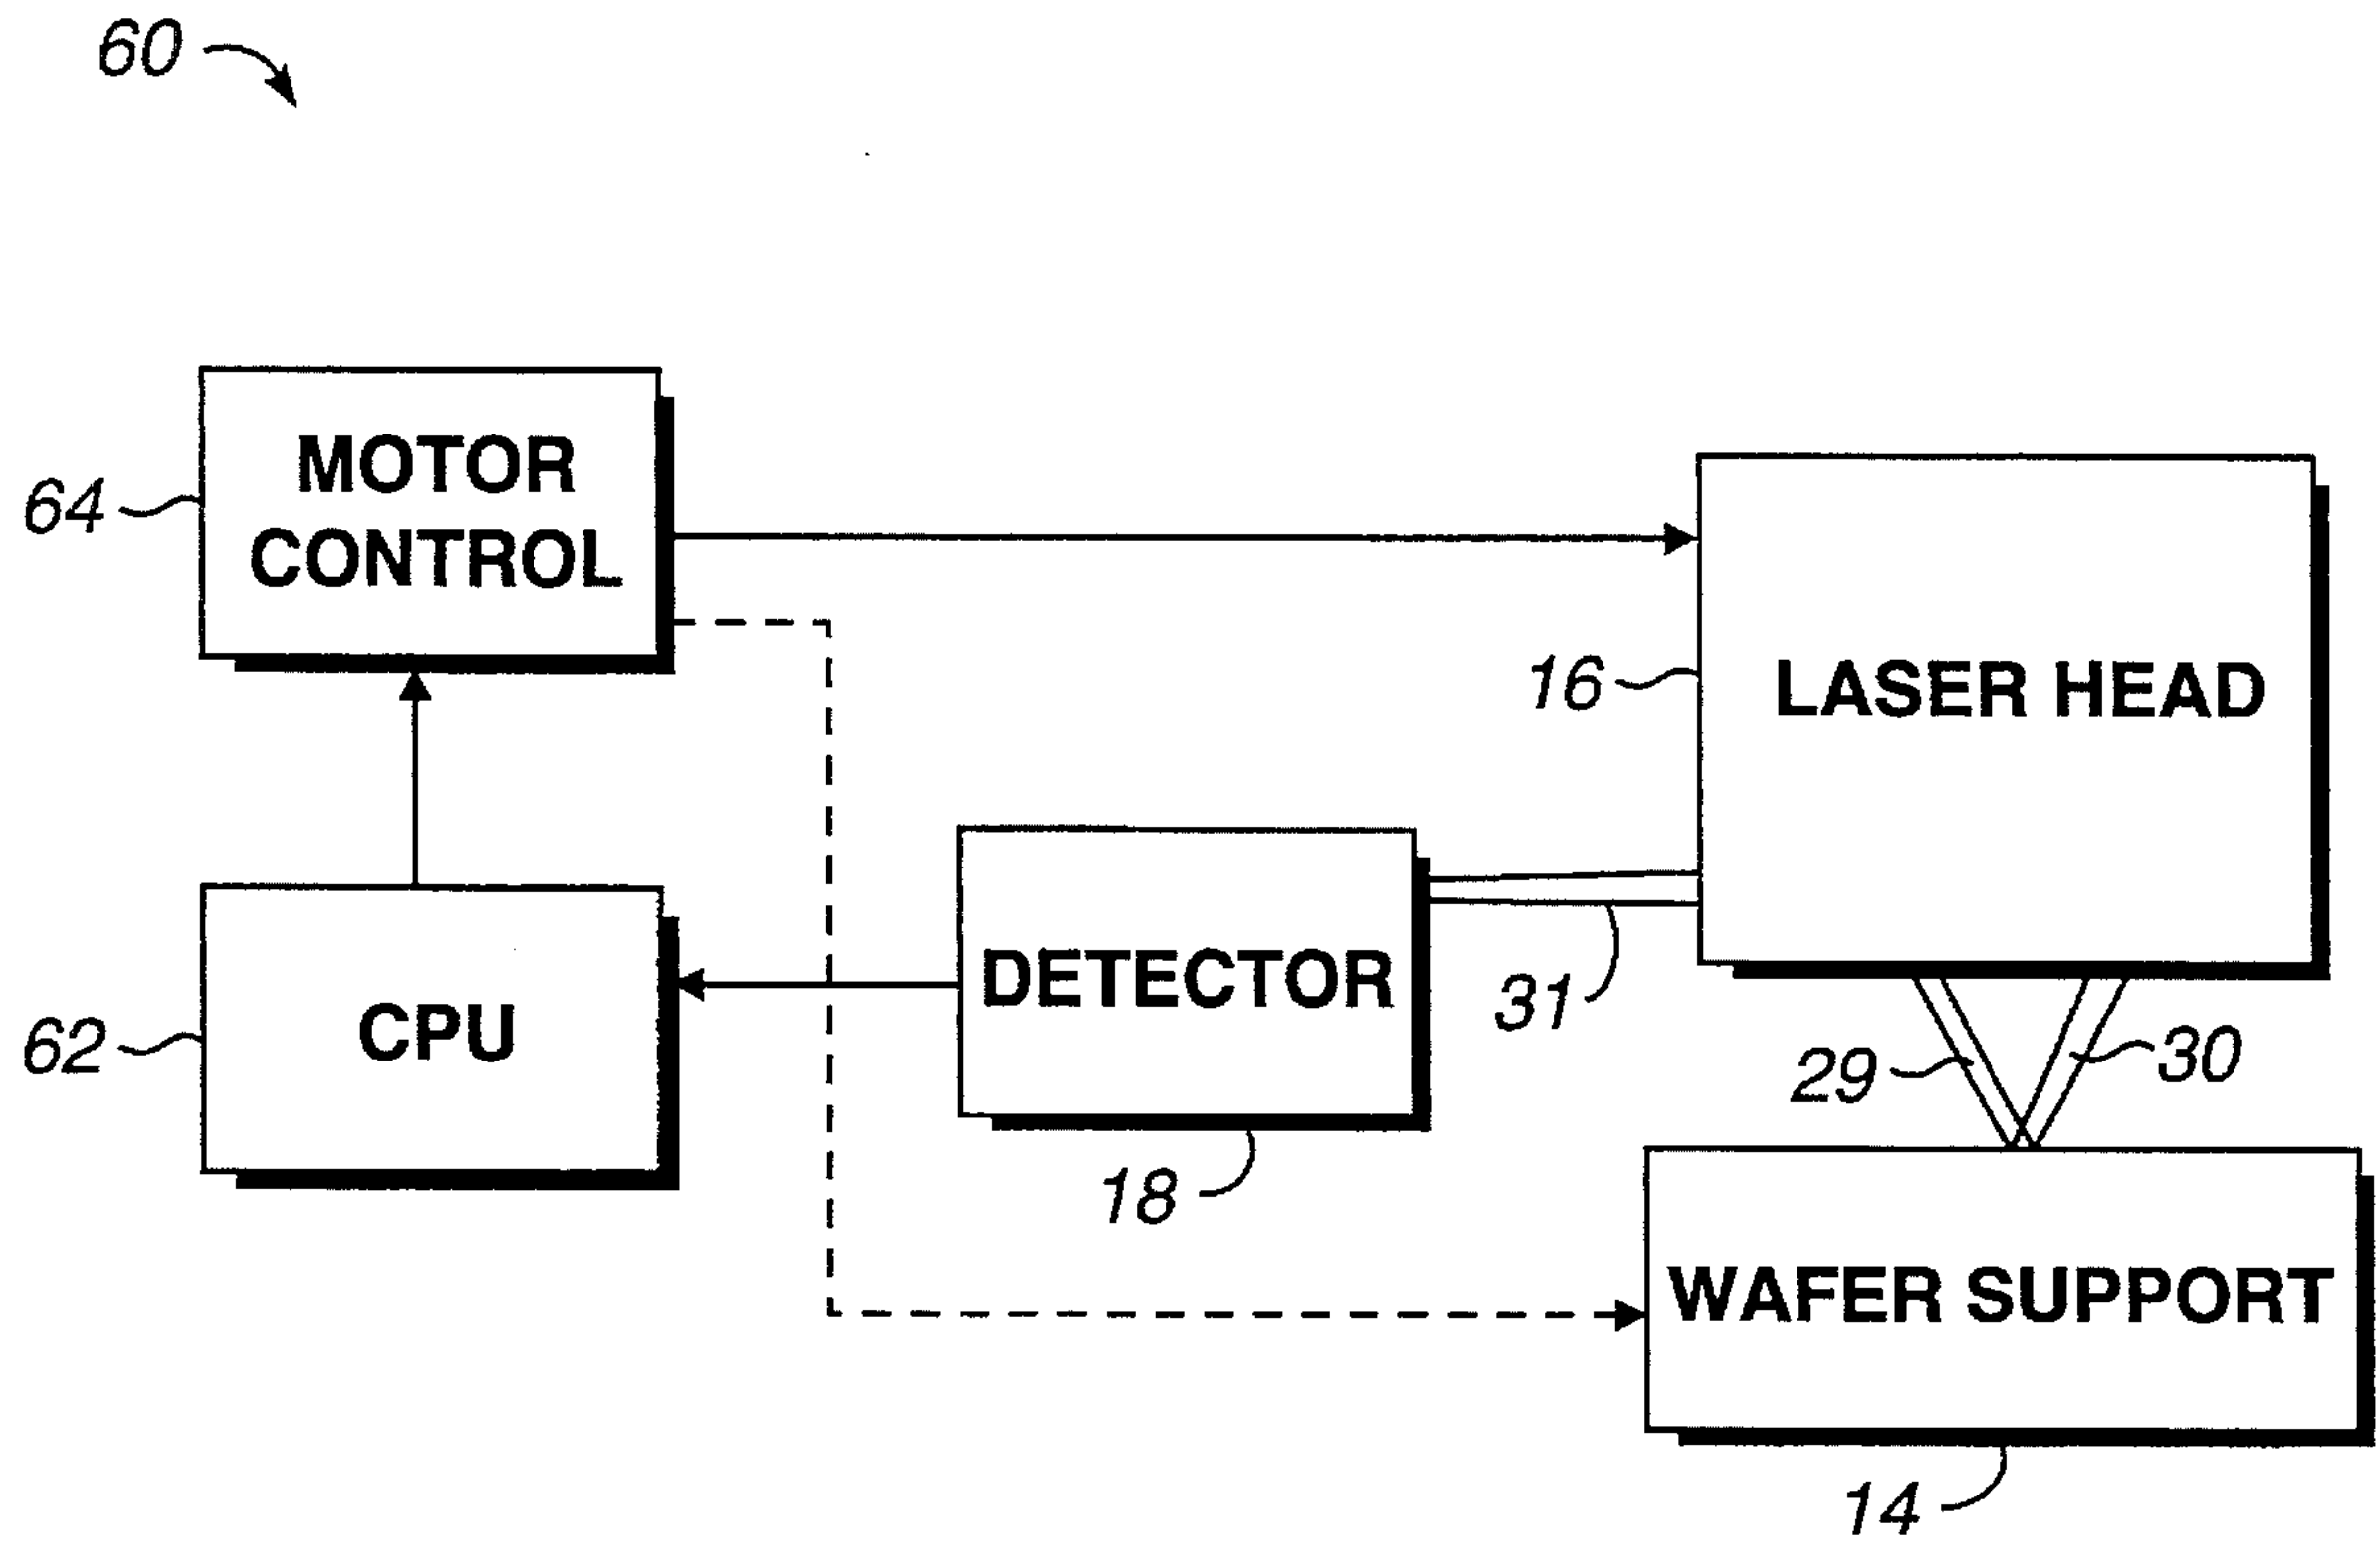 60
MOTOR
CONTROL
64
LASER HEAD
16
DETECTOR
31
CPU
62
29
30
18
WAFER SUPPORT
14